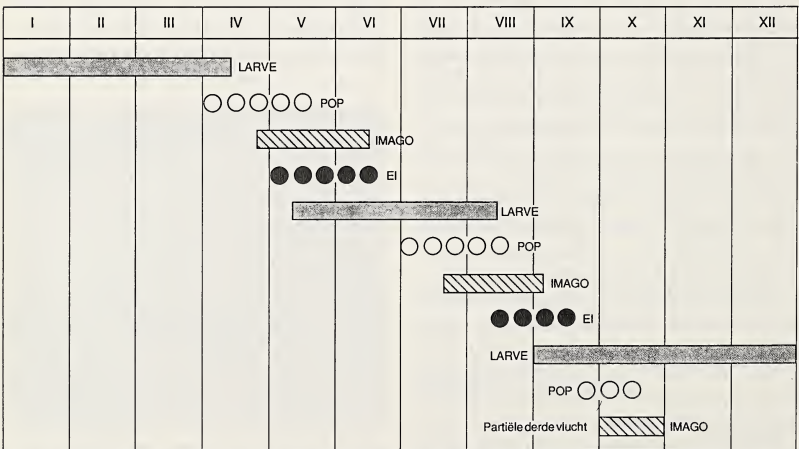 I II III IV V VI VII VIII IX X XI XII
LARVE
POP
IMAGO
EI
LARVE
POP
IMAGO
EI
LARVE
POP
Partiële derde vlucht IMAGO